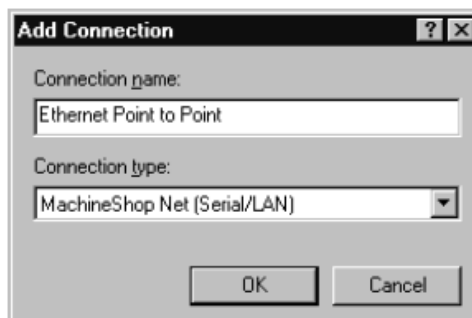 Add Connection
Connection name:
Ethernet Point to Point
Connection type:
MachineShop Net (Serial/LAN)
OK Cancel